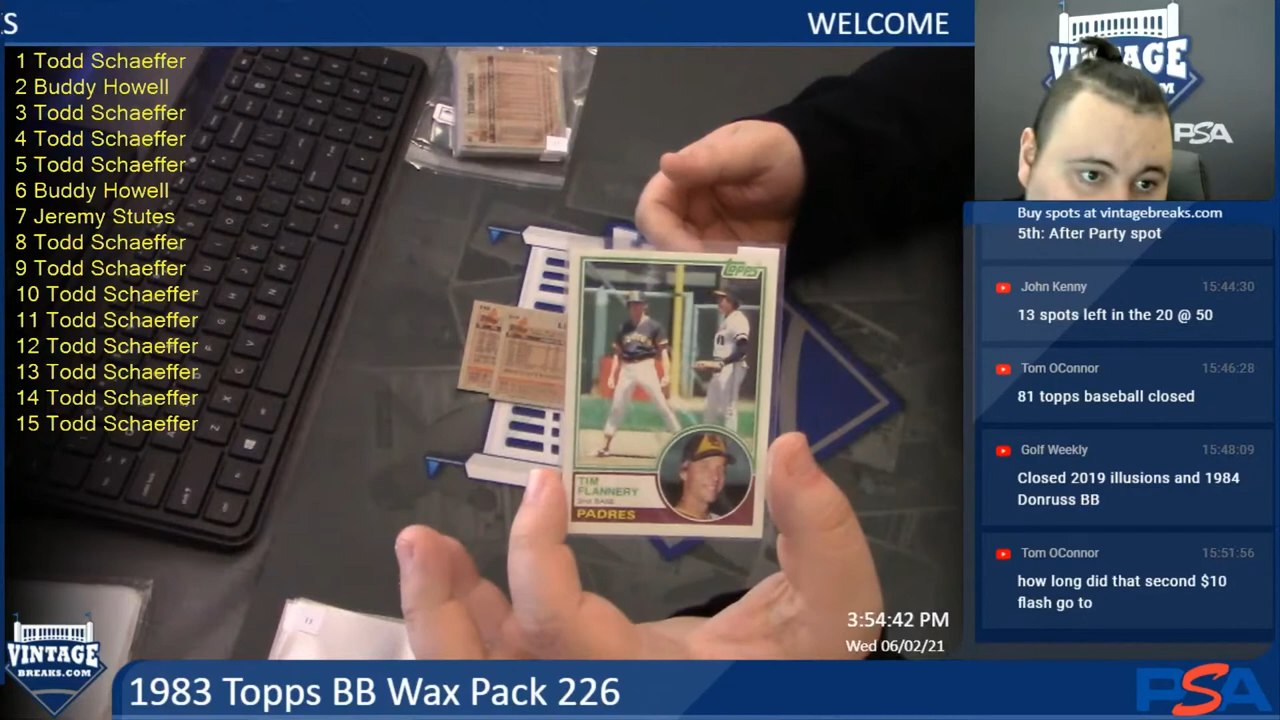 S
WELCOME
1 Todd Schaeffer
2 Buddy Howell
3 Todd Schaeffer
4 Todd Schaeffer
5 Todd Schaeffer
6 Buddy Howell
7 Jeremy Stutes
8 Todd Schaeffer
9 Todd Schaeffer
10 Todd Schaeffer
11 Todd Schaeffer
12 Todd Schaeffer
13 Todd Schaeffer
14 Todd Schaeffer
15 Todd Schaeffer
VINTAGE
PSA
Topps
TIM
FLANNERY
2nd BASE
PADRES
Buy spots at vintagebreaks.com
5th: After Party spot
John Kenny 15:44:30
13 spots left in the 20 @ 50
Tom OConnor 15:46:28
81 topps baseball closed
Golf Weekly 15:48:09
Closed 2019 illusions and 1984
Donruss BB
Tom OConnor 15:51:56
how long did that second $10
flash go to
3:54:42 PM
Wed 06/02/21
VINTAGE
BREAKS.COM
1983 Topps BB Wax Pack 226
PSA